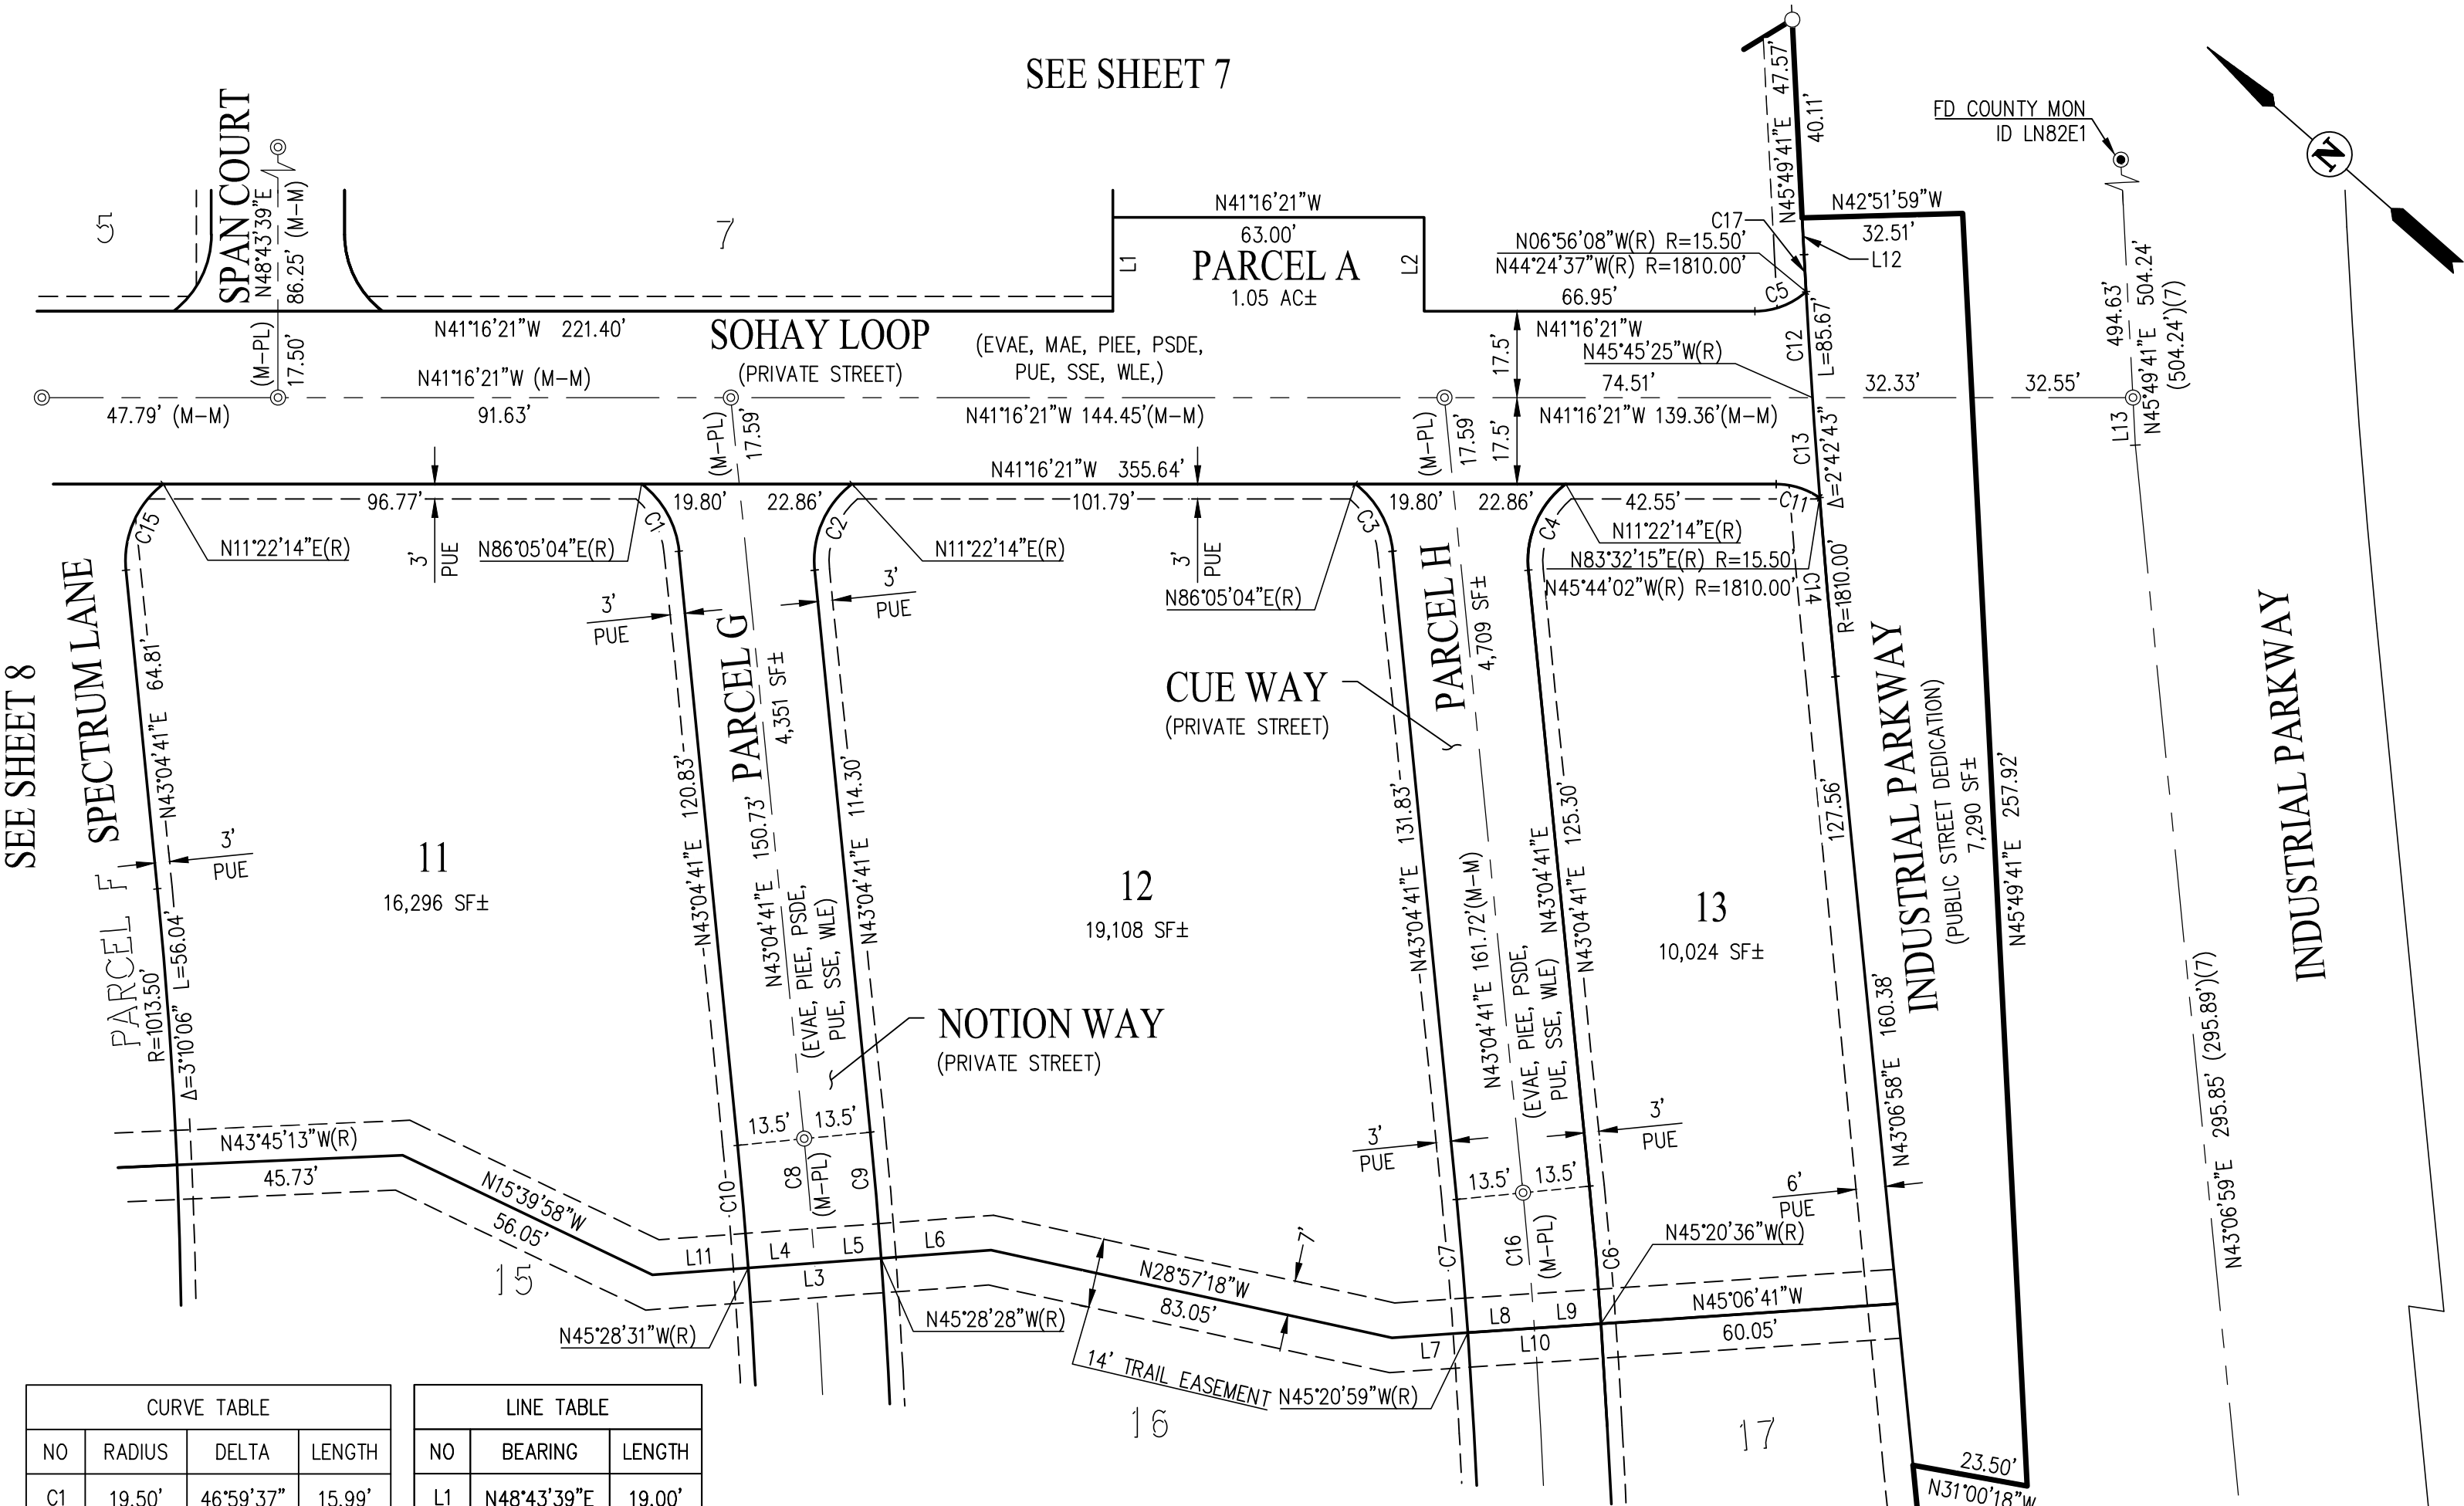 SEE SHEET 7
SPAN COURT
N48°43'39"E
86.25' (M-M)
(M-PL)
17.50'
5
7
N41°16'21"W
63.00'
L1
L2
PARCEL A
1.05 AC±
N45°49'41"E 47.57'
40.11'
C17
N06°56'08"W(R) R=15.50'
N44°24'37"W(R) R=1810.00'
L12
N42°51'59"W
32.51'
FD COUNTY MON
ID LN82E1
N
494.63'
N45°49'41"E 504.24'
(504.24')(7)
L13
66.95'
C5
N41°16'21"W
N45°45'25"W(R)
C12
L=85.67'
N41°16'21"W 221.40'
SOHAY LOOP
(PRIVATE STREET)
(EVAE, MAE, PIEE, PSDE,
PUE, SSE, WLE,)
17.5'
17.5'
74.51'
32.33'
32.55'
N41°16'21"W (M-M)
47.79' (M-M)
91.63'
N41°16'21"W 144.45'(M-M)
N41°16'21"W 139.36'(M-M)
(M-PL)
17.59'
(M-PL)
17.59'
C13
Δ=2°42'43"
N41°16'21"W 355.64'
96.77'
19.80'
22.86'
101.79'
19.80'
22.86'
42.55'
C15
C1
C2
C3
C4
C11
N11°22'14"E(R)
3'
PUE
N86°05'04"E(R)
N11°22'14"E(R)
3'
PUE
N86°05'04"E(R)
N11°22'14"E(R)
N83°32'15"E(R) R=15.50'
N45°44'02"W(R) R=1810.00'
C14
R=1810.00'
3'
PUE
3'
PUE
SEE SHEET 8
SPECTRUM LANE
PARCEL F
N43°04'41"E 64.81'
R=1013.50'
Δ=3°10'06" L=56.04'
3'
PUE
11
16,296 SF±
N43°04'41"E 120.83'
PARCEL G
4,351 SF±
N43°04'41"E 150.73'
(EVAE, PIEE, PSDE,
PUE, SSE, WLE)
N43°04'41"E 114.30'
NOTION WAY
(PRIVATE STREET)
12
19,108 SF±
CUE WAY
(PRIVATE STREET)
N43°04'41"E 131.83'
PARCEL H
4,709 SF±
N43°04'41"E 161.72'(M-M)
(EVAE, PIEE, PSDE,
PUE, SSE, WLE)
N43°04'41"E
N43°04'41"E 125.30'
13
10,024 SF±
127.56'
N43°06'58"E 160.38'
INDUSTRIAL PARKWAY
(PUBLIC STREET DEDICATION)
7,290 SF±
N45°49'41"E 257.92'
N43°06'59"E 295.85' (295.89')(7)
INDUSTRIAL PARKWAY
13.5'
13.5'
C10
C8
(M-PL)
C9
3'
PUE
3'
PUE
13.5'
13.5'
C7
C16
(M-PL)
C6
6'
PUE
N43°45'13"W(R)
45.73'
N15°39'58"W
56.05'
L11
L4
L5
L6
L3
N28°57'18"W
83.05'
7'
L7
L8
L9
L10
N45°20'36"W(R)
N45°06'41"W
60.05'
N45°28'31"W(R)
N45°28'28"W(R)
14' TRAIL EASEMENT
N45°20'59"W(R)
15
16
17
23.50'
N31°00'18"W
CURVE TABLE
NO RADIUS DELTA LENGTH
C1 19.50' 46°59'37" 15.99'
LINE TABLE
NO BEARING LENGTH
L1 N48°43'39"E 19.00'